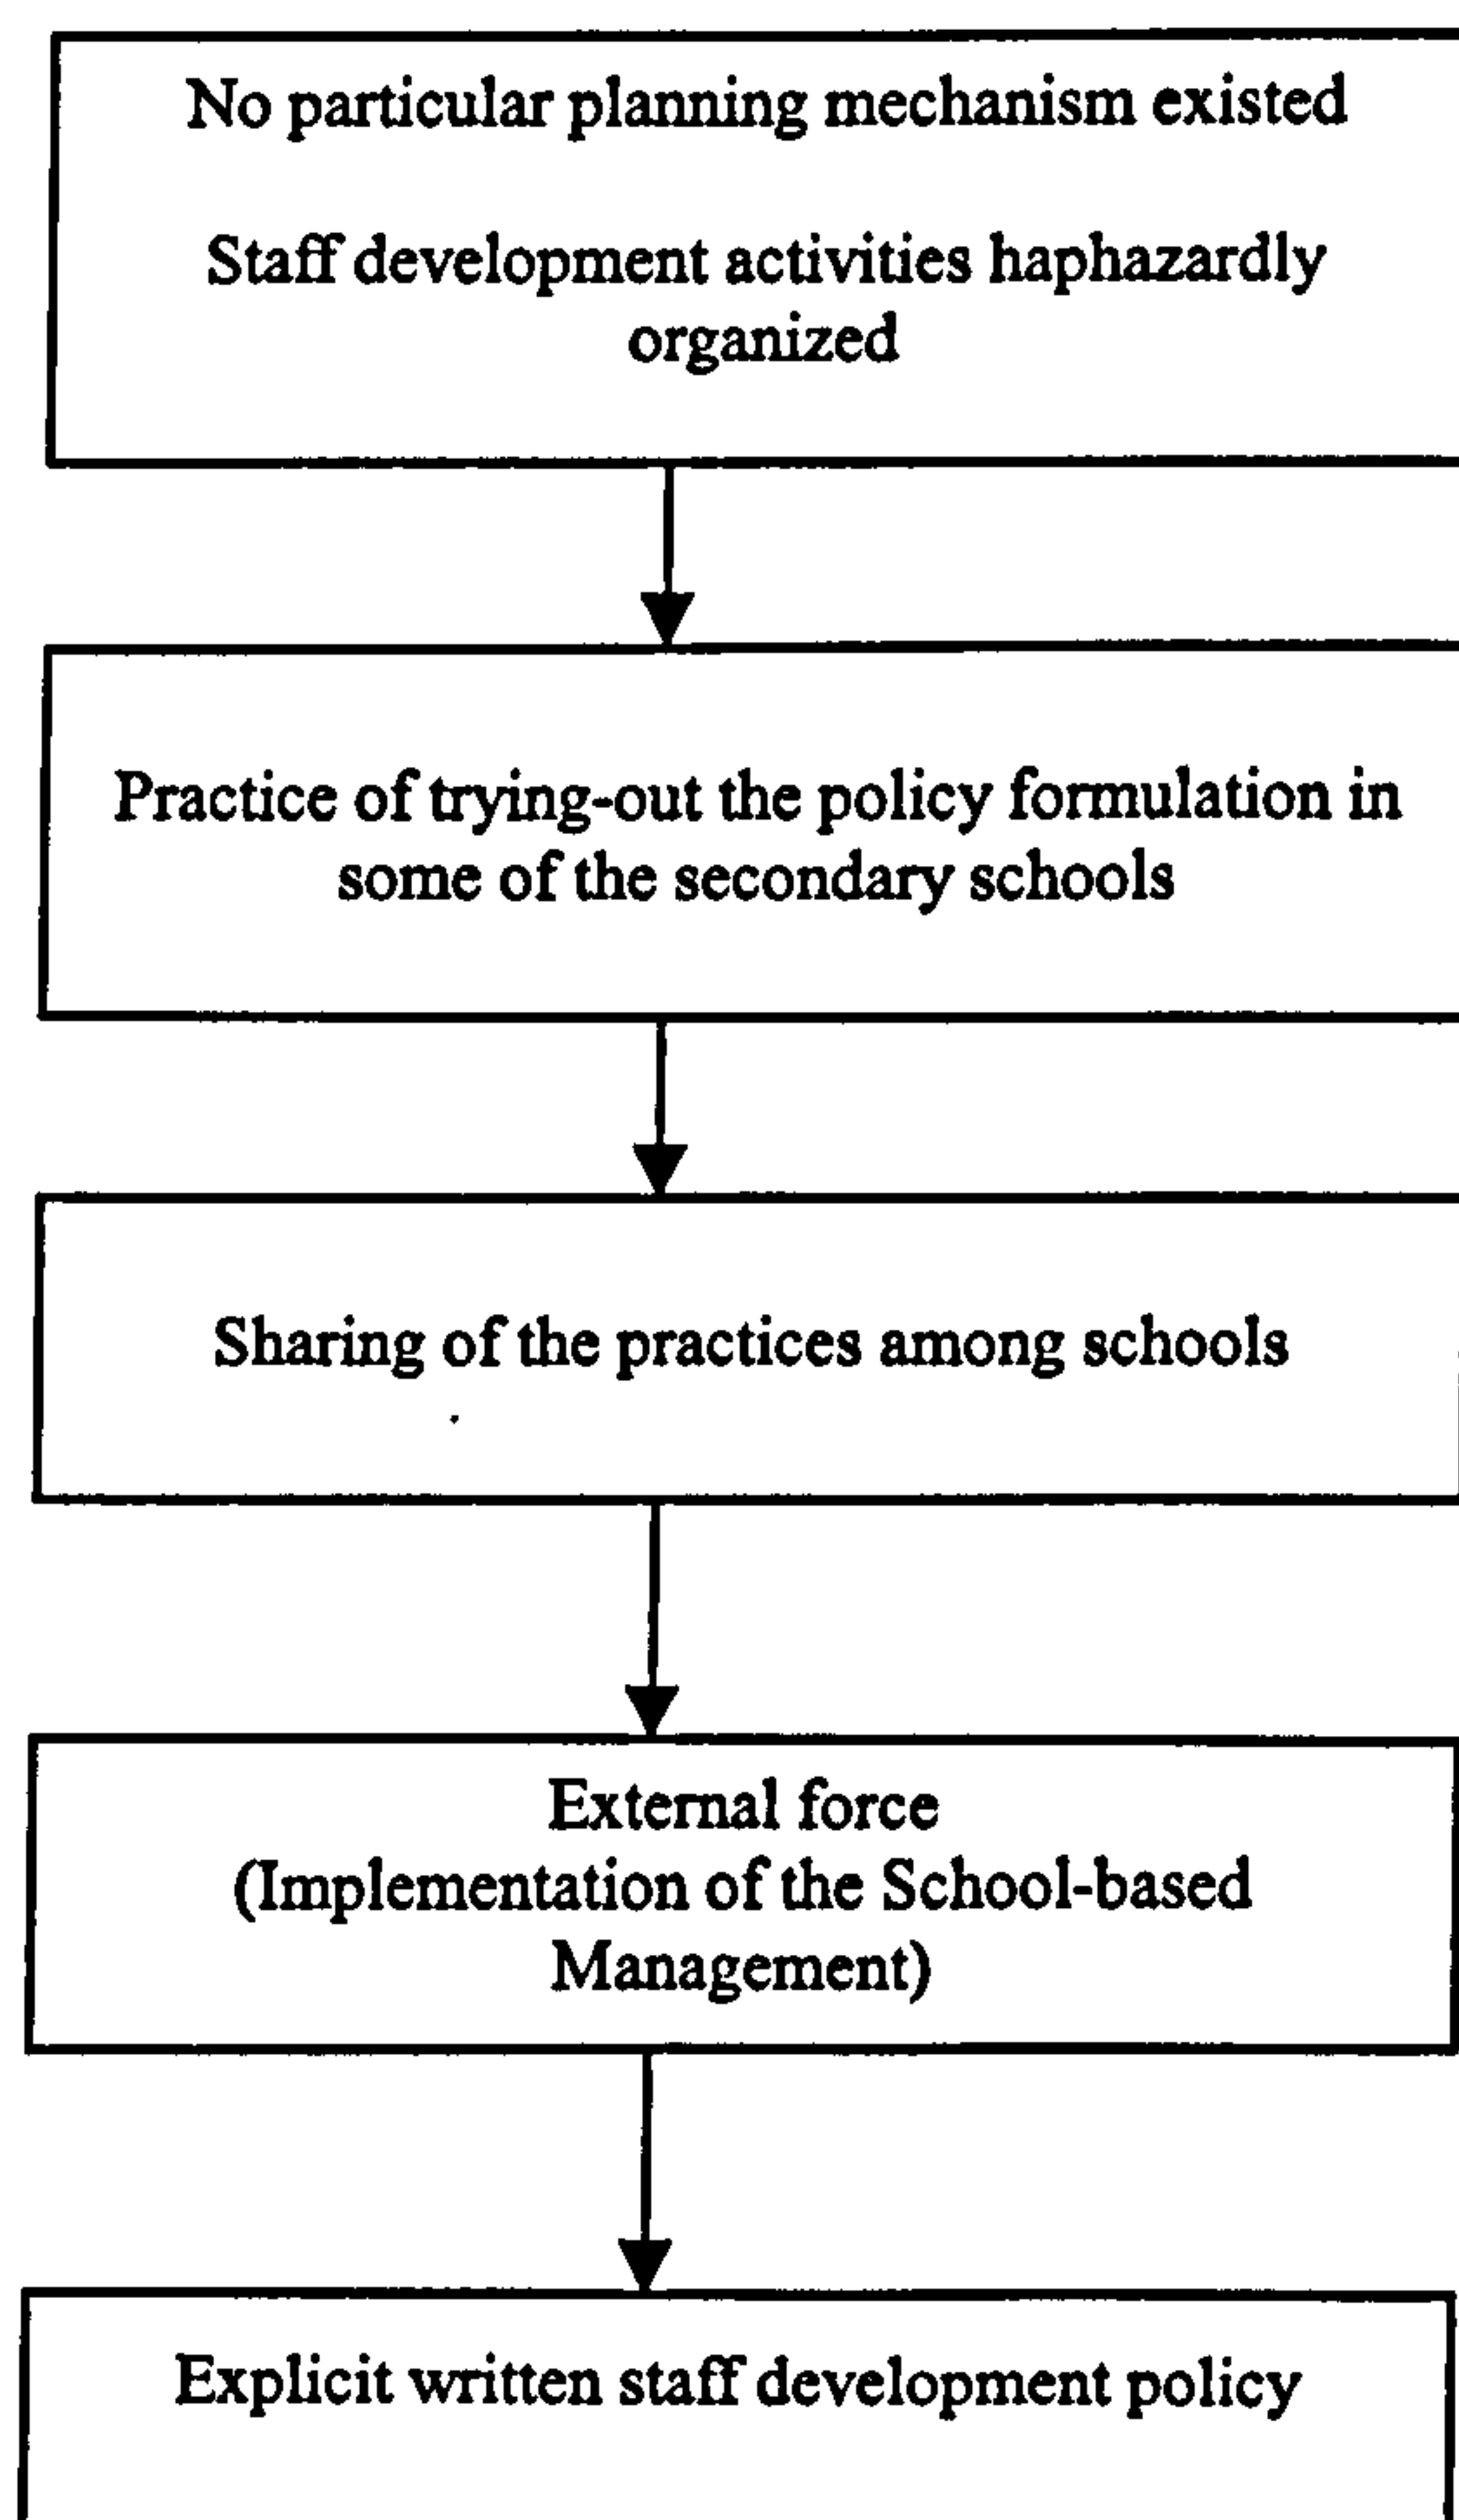 No particular planning mechanism existed
Staff development activities haphazardly
organized
Practice of trying-out the policy formulation in
some of the secondary schools
Sharing of the practices among schools
External force
(Implementation of the School-based
Management)
Explicit written staff development policy